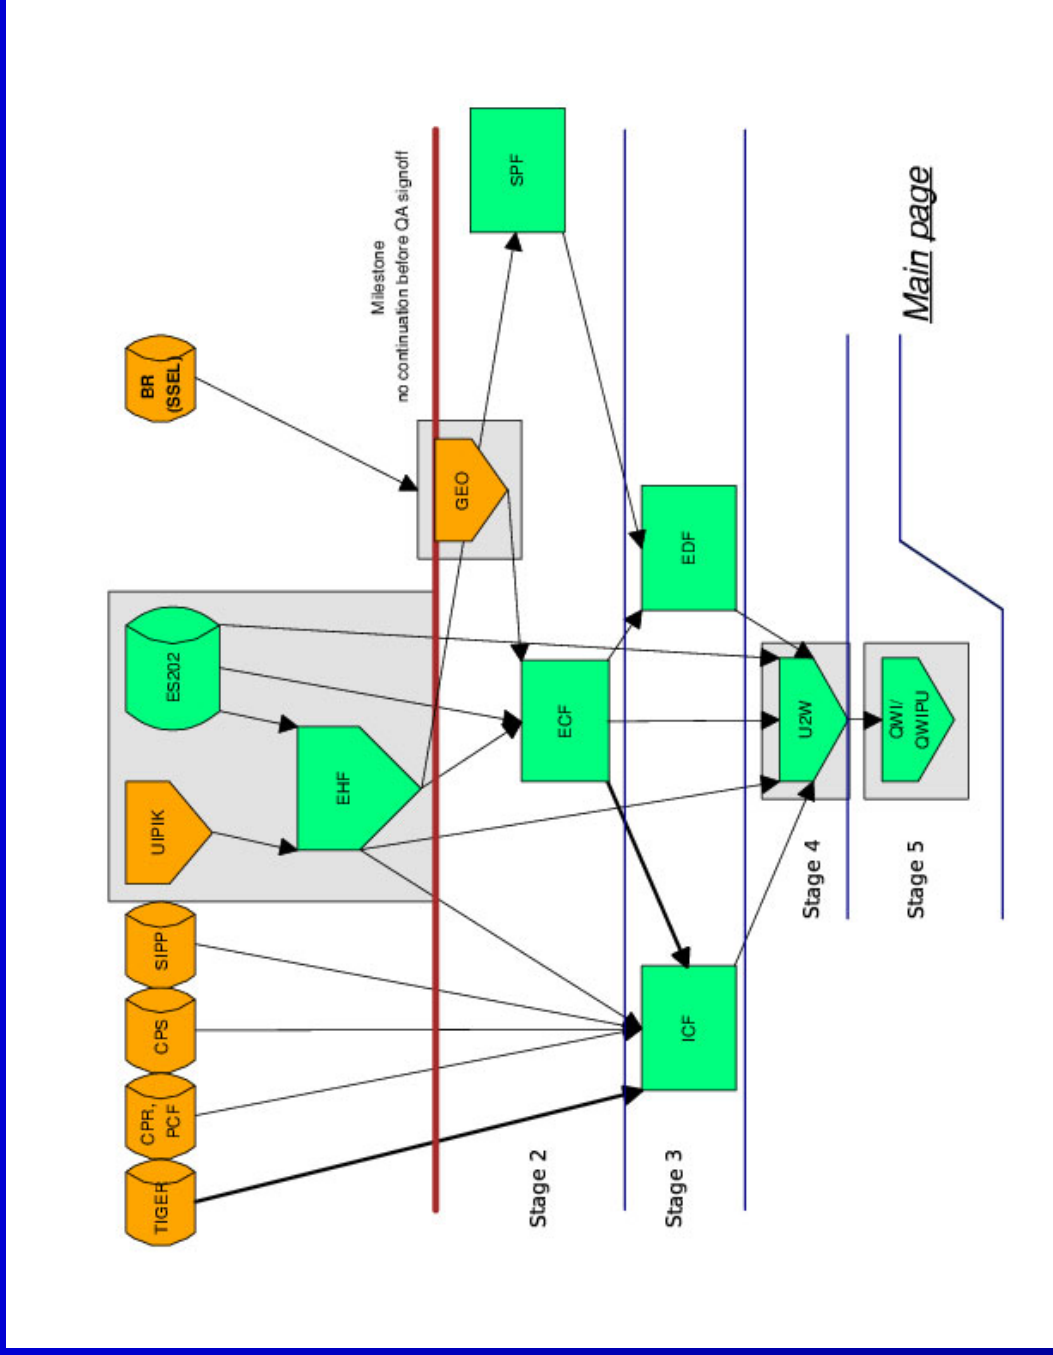 BR
(SSEL)
Milestone
no continuation before QA signoff
SPF
GEO
Main page
ES202
UIPIK
EHF
ECF
EDF
U2W
QWI/
QWIPU
SIPP
CPS
CPR,
PCF
TIGER
ICF
Stage 2
Stage 3
Stage 4
Stage 5